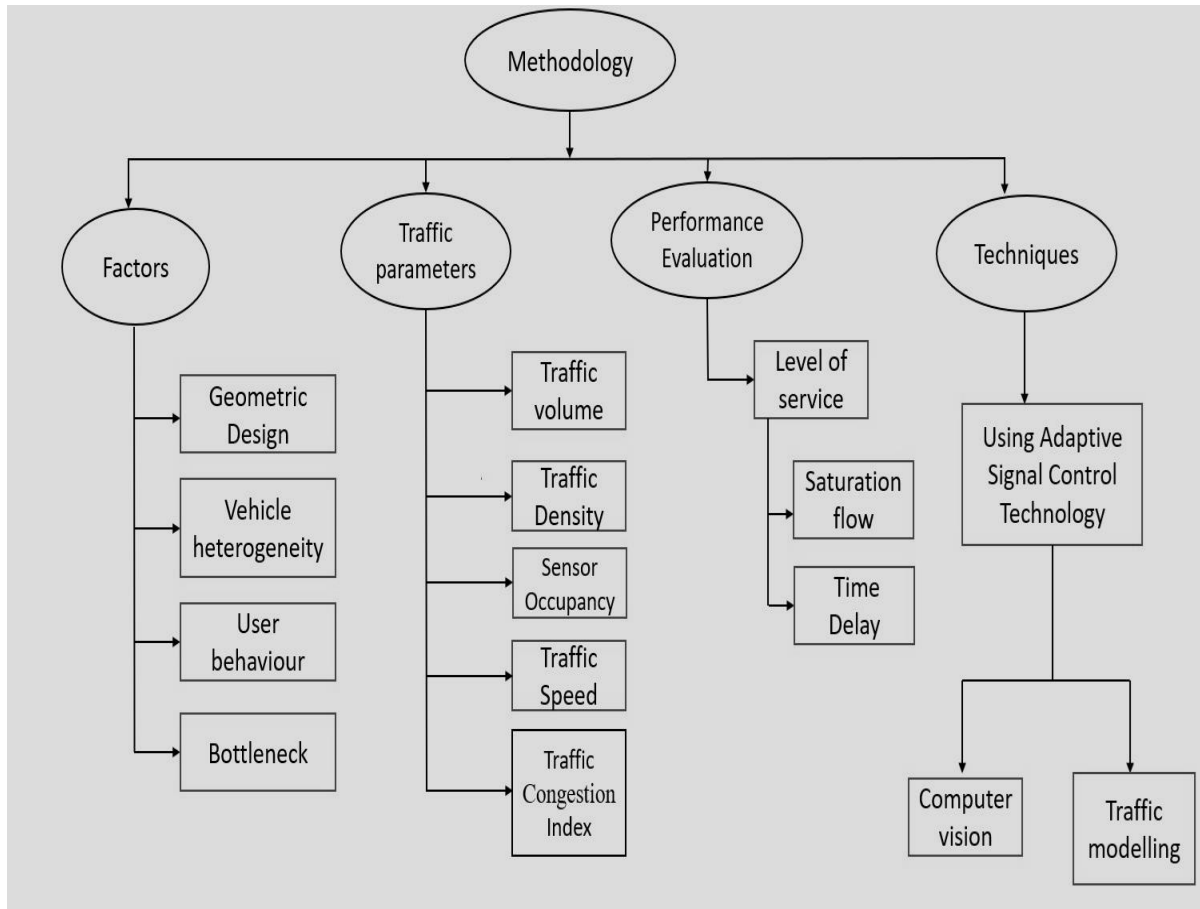 Methodology
Factors
Traffic
parameters
Performance
Evaluation
Techniques
Geometric
Design
Vehicle
heterogeneity
User
behaviour
Bottleneck
Traffic
volume
Traffic
Density
Sensor
Occupancy
Traffic
Speed
Traffic
Congestion
Index
Level of
service
Saturation
flow
Time
Delay
Using Adaptive
Signal Control
Technology
Computer
vision
Traffic
modelling